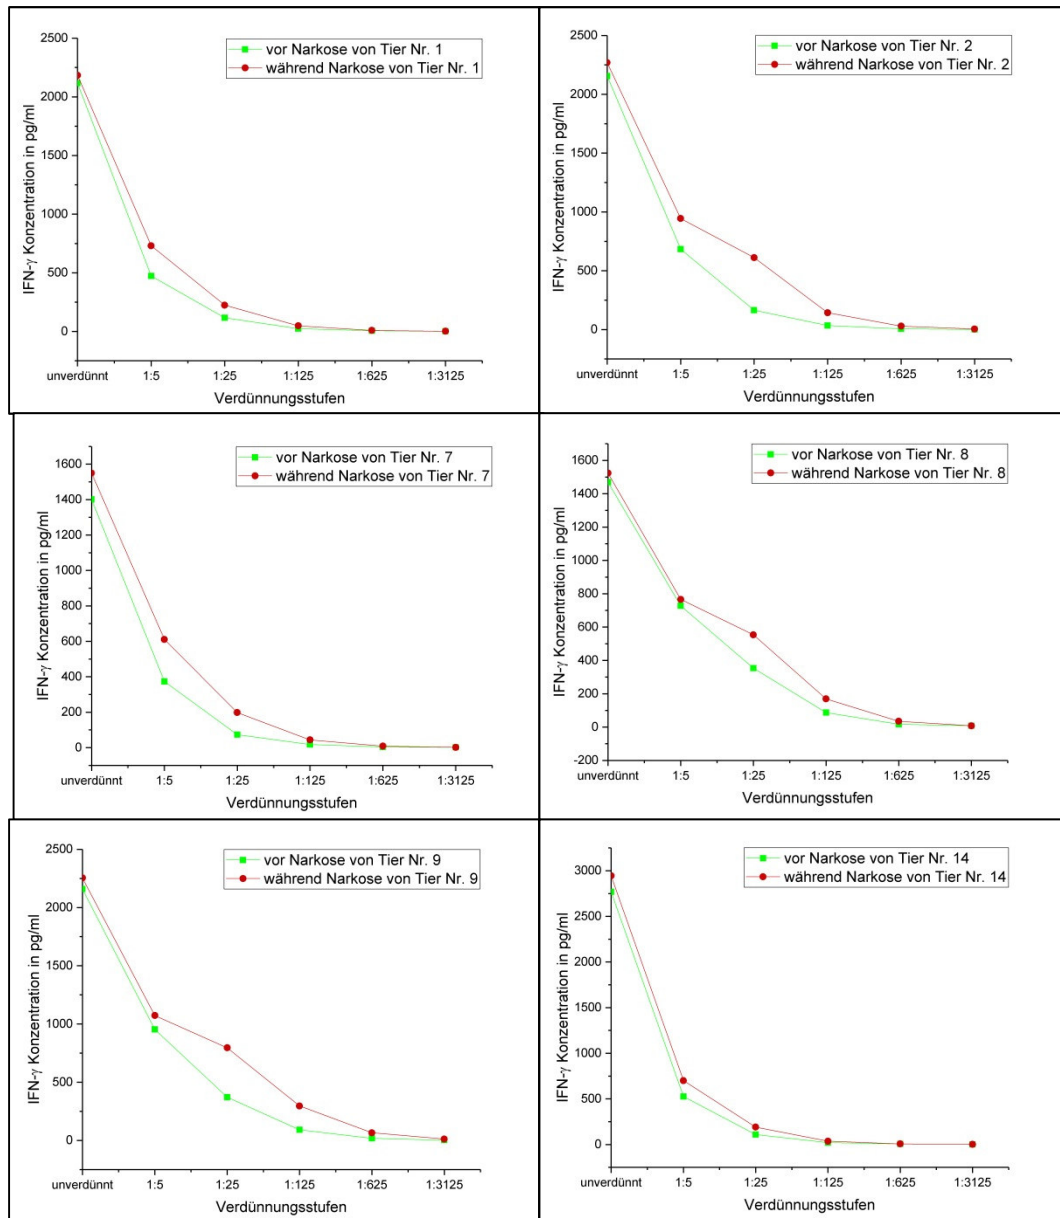 vor Narkose von Tier Nr. 1
während Narkose von Tier Nr. 1
IFN-γ Konzentration in pg/ml
2500
2000
1500
1000
500
0
unverdünnt 1:5 1:25 1:125 1:625 1:3125
Verdünnungsstufen
vor Narkose von Tier Nr. 2
während Narkose von Tier Nr. 2
IFN-γ Konzentration in pg/ml
2500
2000
1500
1000
500
0
unverdünnt 1:5 1:25 1:125 1:625 1:3125
Verdünnungsstufen
vor Narkose von Tier Nr. 7
während Narkose von Tier Nr. 7
IFN-γ Konzentration in pg/ml
1600
1400
1200
1000
800
600
400
200
0
unverdünnt 1:5 1:25 1:125 1:625 1:3125
Verdünnungsstufen
vor Narkose von Tier Nr. 8
während Narkose von Tier Nr. 8
IFN-γ Konzentration in pg/ml
1600
1400
1200
1000
800
600
400
200
0
-200
unverdünnt 1:5 1:25 1:125 1:625 1:3125
Verdünnungsstufen
vor Narkose von Tier Nr. 9
während Narkose von Tier Nr. 9
IFN-γ Konzentration in pg/ml
2500
2000
1500
1000
500
0
unverdünnt 1:5 1:25 1:125 1:625 1:3125
Verdünnungsstufen
vor Narkose von Tier Nr. 14
während Narkose von Tier Nr. 14
IFN-γ Konzentration in pg/ml
3000
2500
2000
1500
1000
500
0
unverdünnt 1:5 1:25 1:125 1:625 1:3125
Verdünnungsstufen